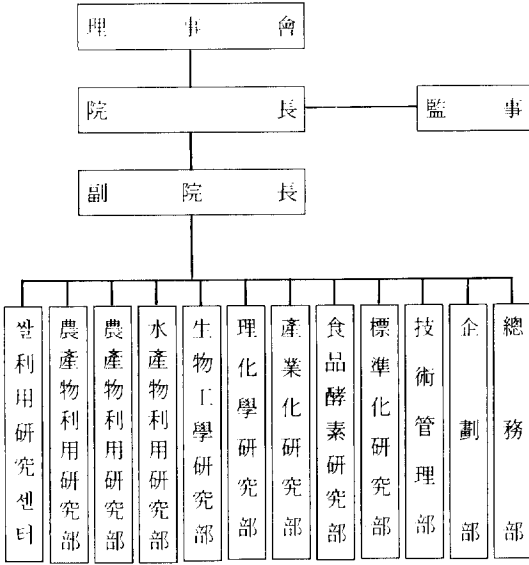 理事會
院長
監事
副院長
쌀利用研究센터
農產物利用研究部
農產物利用研究部
水產物利用研究部
生物工學研究部
理化學研究部
產業化研究部
食品酵素研究部
標準化研究部
技術管理部
企劃部
總務部